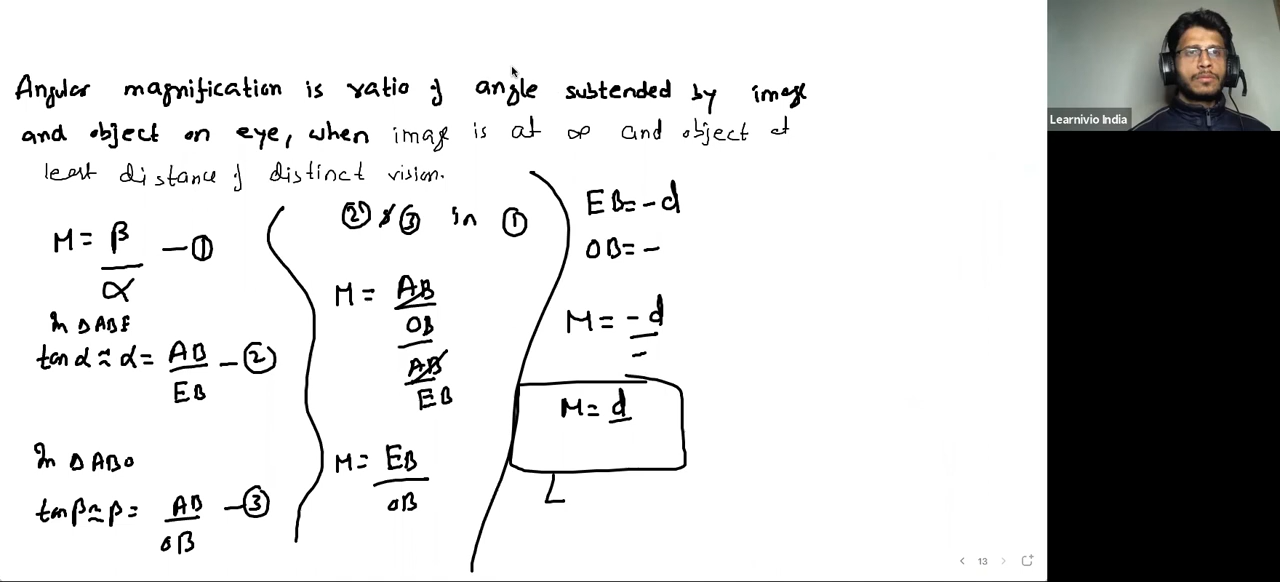 Angular magnification is ratio of angle subtended by image
and object on eye, when image is at ∞ and object at
least distance of distinct vision.
M = β/α — ①
In △ABE
tan α ≈ α = AB/EB — ②
In △ABO
tan β ≈ β = AB/OB — ③
② & ③ in ①
M = AB/OB / AB/EB
M = EB/OB
EB = -d
OB = -
M = -d/-
M = d
L
Learnivio India
13